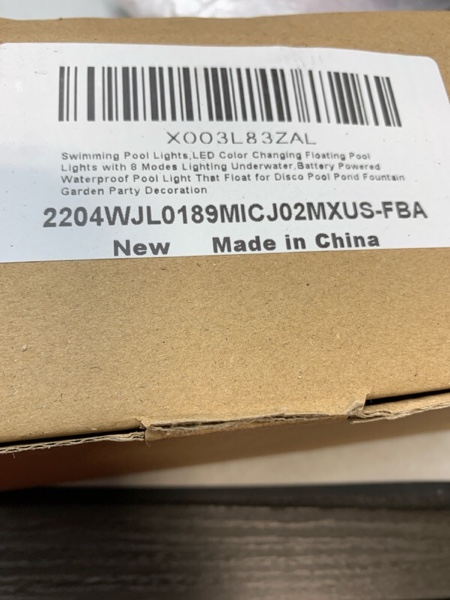 X003L83ZAL
Swimming Pool Lights,LED Color Changing Floating Pool
Lights with 8 Modes Lighting Underwater,Battery Powered
Waterproof Pool Light That Float for Disco Pool Pond Fountain
Garden Party Decoration
2204WJL0189MICJ02MXUS-FBA
New Made in China